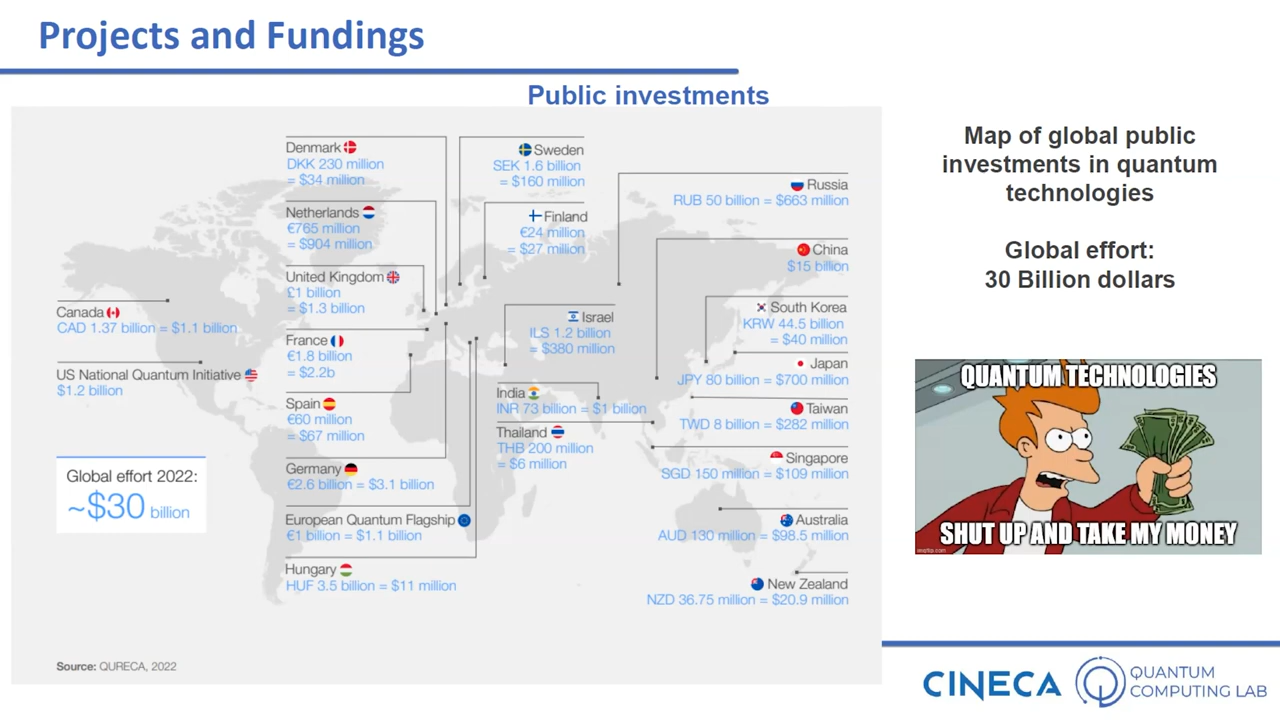 Projects and Fundings
Public investments
Denmark
DKK 230 million
= $34 million
Netherlands
€765 million
= $904 million
United Kingdom
£1 billion
= $1.3 billion
France
€1.8 billion
= $2.2b
Spain
€60 million
= $67 million
Germany
€2.6 billion = $3.1 billion
European Quantum Flagship
€1 billion = $1.1 billion
Hungary
HUF 3.5 billion = $11 million
Canada
CAD 1.37 billion = $1.1 billion
US National Quantum Initiative
$1.2 billion
Global effort 2022:
~$30 billion
Sweden
SEK 1.6 billion
= $160 million
Finland
€24 million
= $27 million
Israel
ILS 1.2 billion
= $380 million
India
INR 73 billion = $1 billion
Thailand
THB 200 million
= $6 million
Russia
RUB 50 billion = $663 million
China
$15 billion
South Korea
KRW 44.5 billion
= $40 million
Japan
JPY 80 billion = $700 million
Taiwan
TWD 8 billion = $282 million
Singapore
SGD 150 million = $109 million
Australia
AUD 130 million = $98.5 million
New Zealand
NZD 36.75 million = $20.9 million
Source: QURECA, 2022
Map of global public
investments in quantum
technologies
Global effort:
30 Billion dollars
QUANTUM TECHNOLOGIES
SHUT UP AND TAKE MY MONEY
imgflip.com
CINECA
QUANTUM
COMPUTING LAB